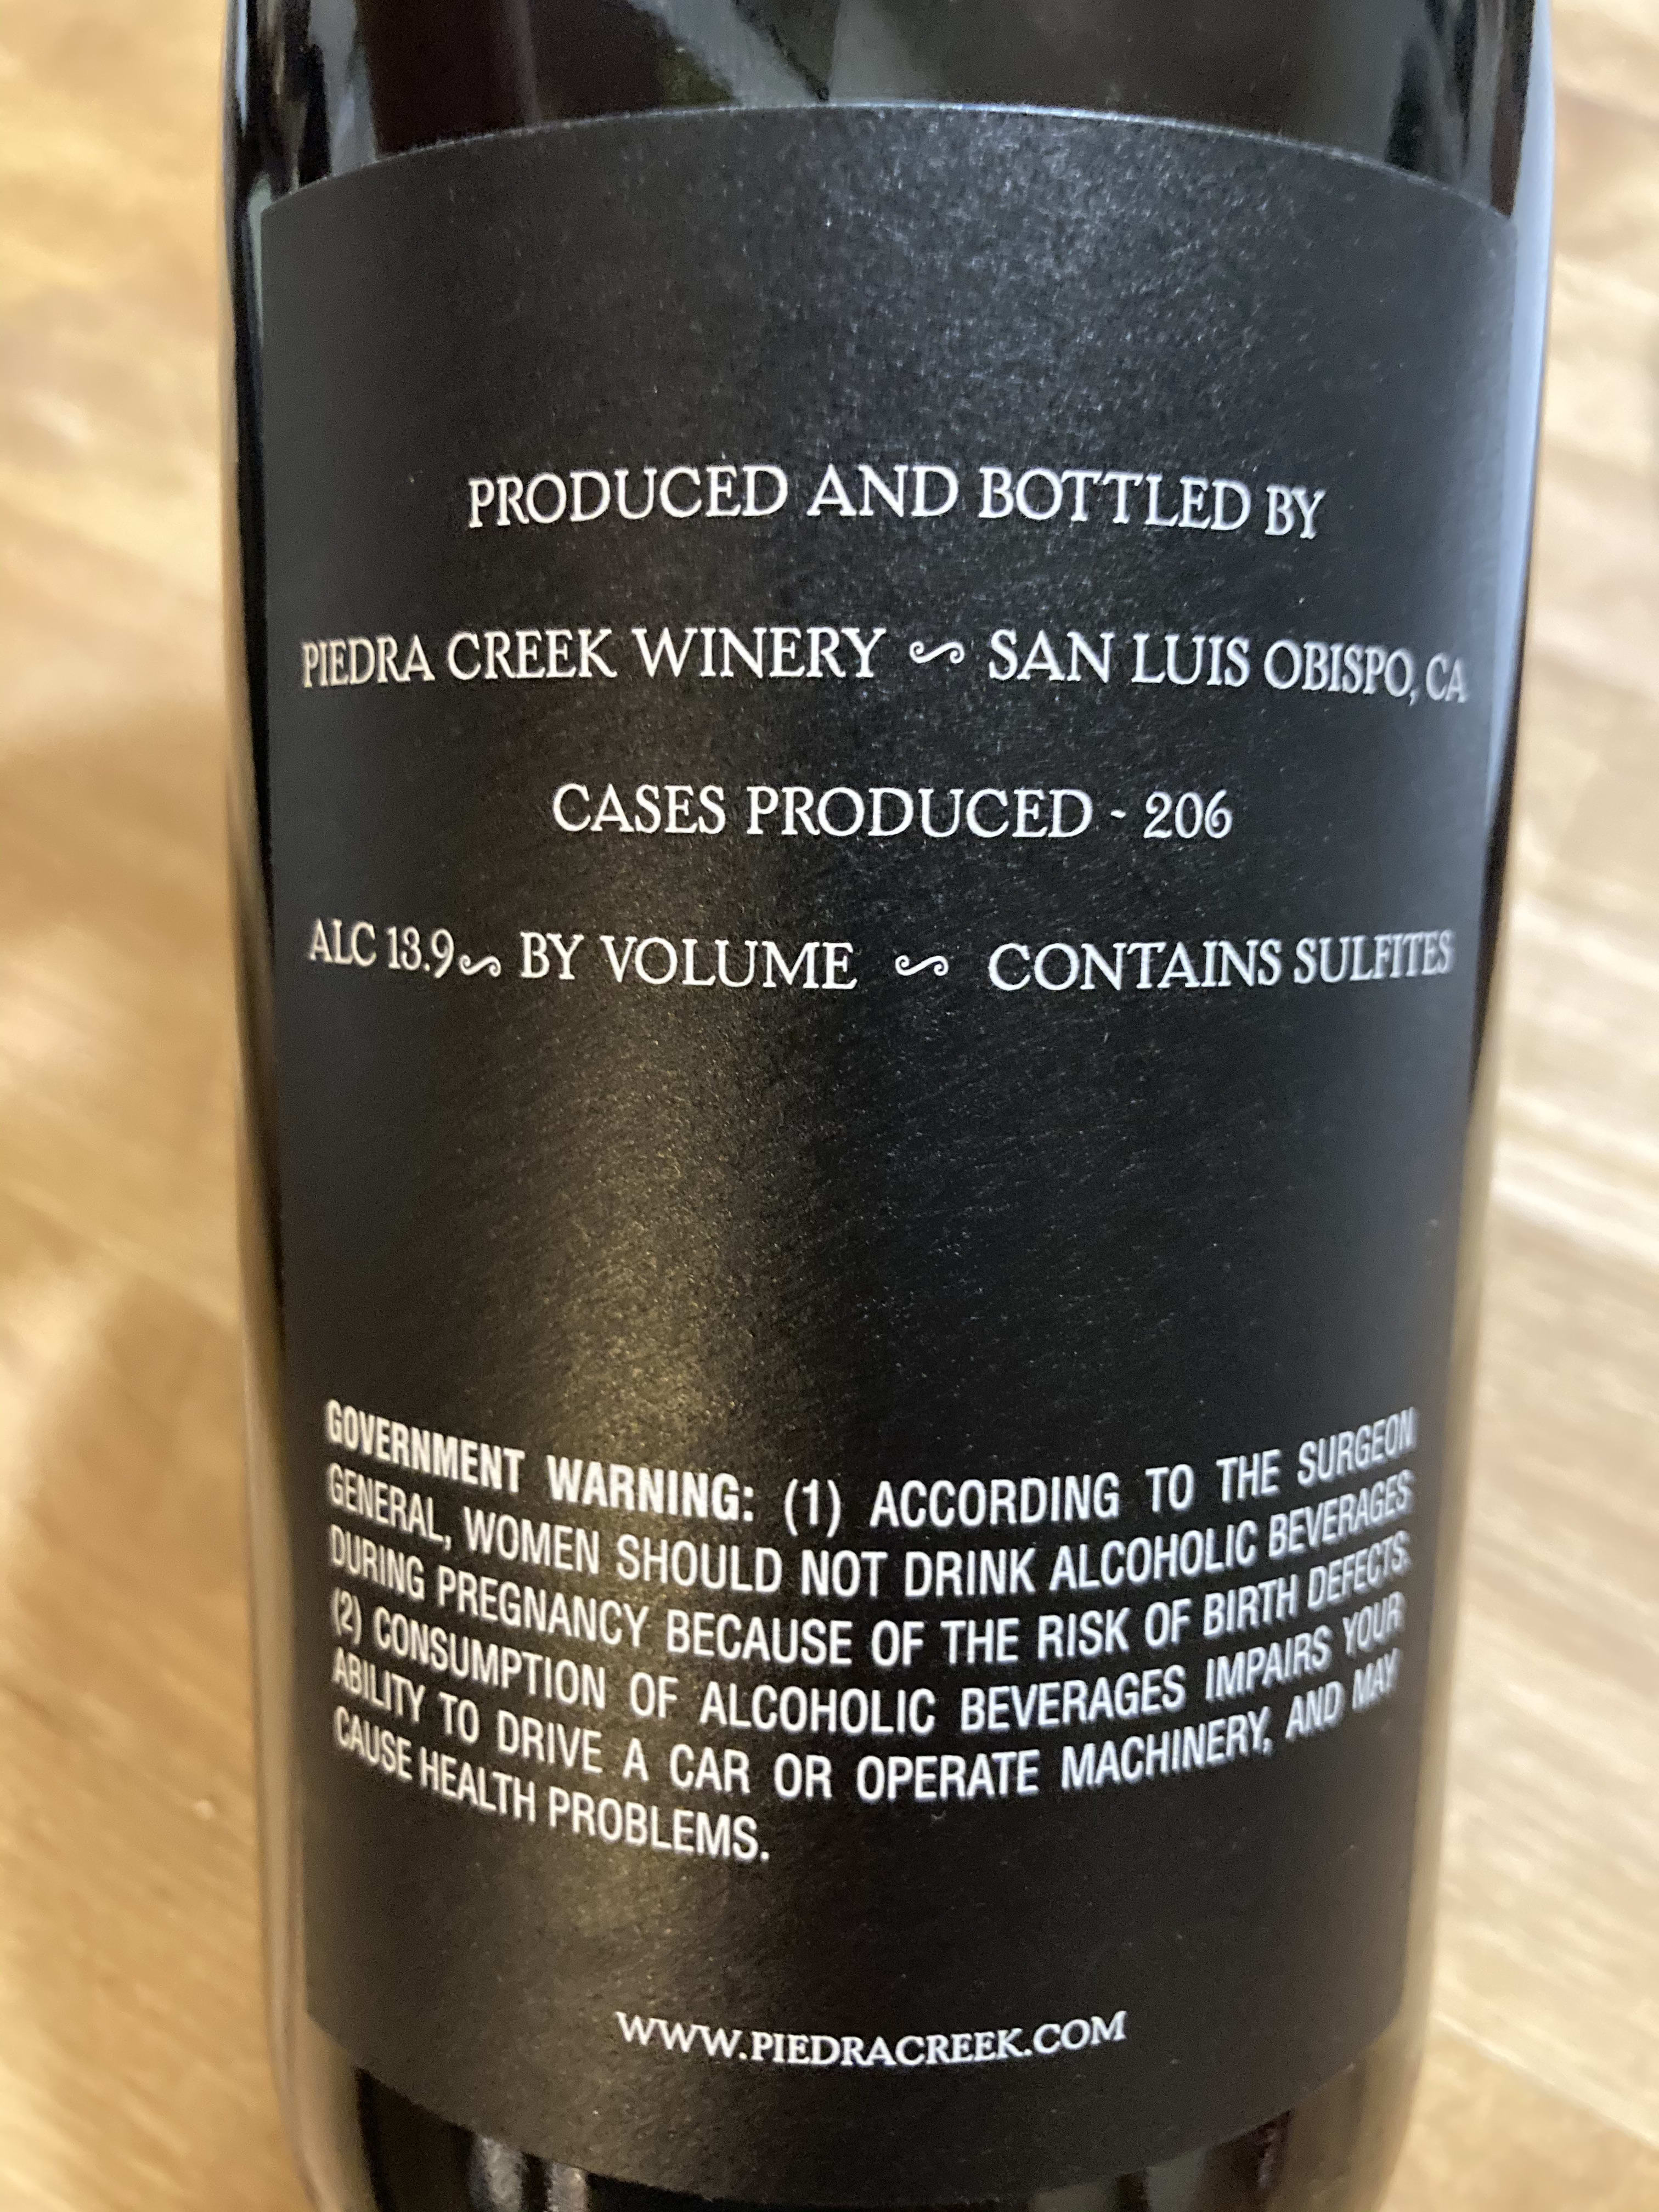 PRODUCED AND BOTTLED BY
PIEDRA CREEK WINERY ~ SAN LUIS OBISPO, CA
CASES PRODUCED - 206
ALC 13.9~ BY VOLUME ~ CONTAINS SULFITES
GOVERNMENT WARNING: (1) ACCORDING TO THE SURGEON
GENERAL, WOMEN SHOULD NOT DRINK ALCOHOLIC BEVERAGES
DURING PREGNANCY BECAUSE OF THE RISK OF BIRTH DEFECTS.
(2) CONSUMPTION OF ALCOHOLIC BEVERAGES IMPAIRS YOUR
ABILITY TO DRIVE A CAR OR OPERATE MACHINERY, AND MAY
CAUSE HEALTH PROBLEMS.
WWW.PIEDRACREEK.COM